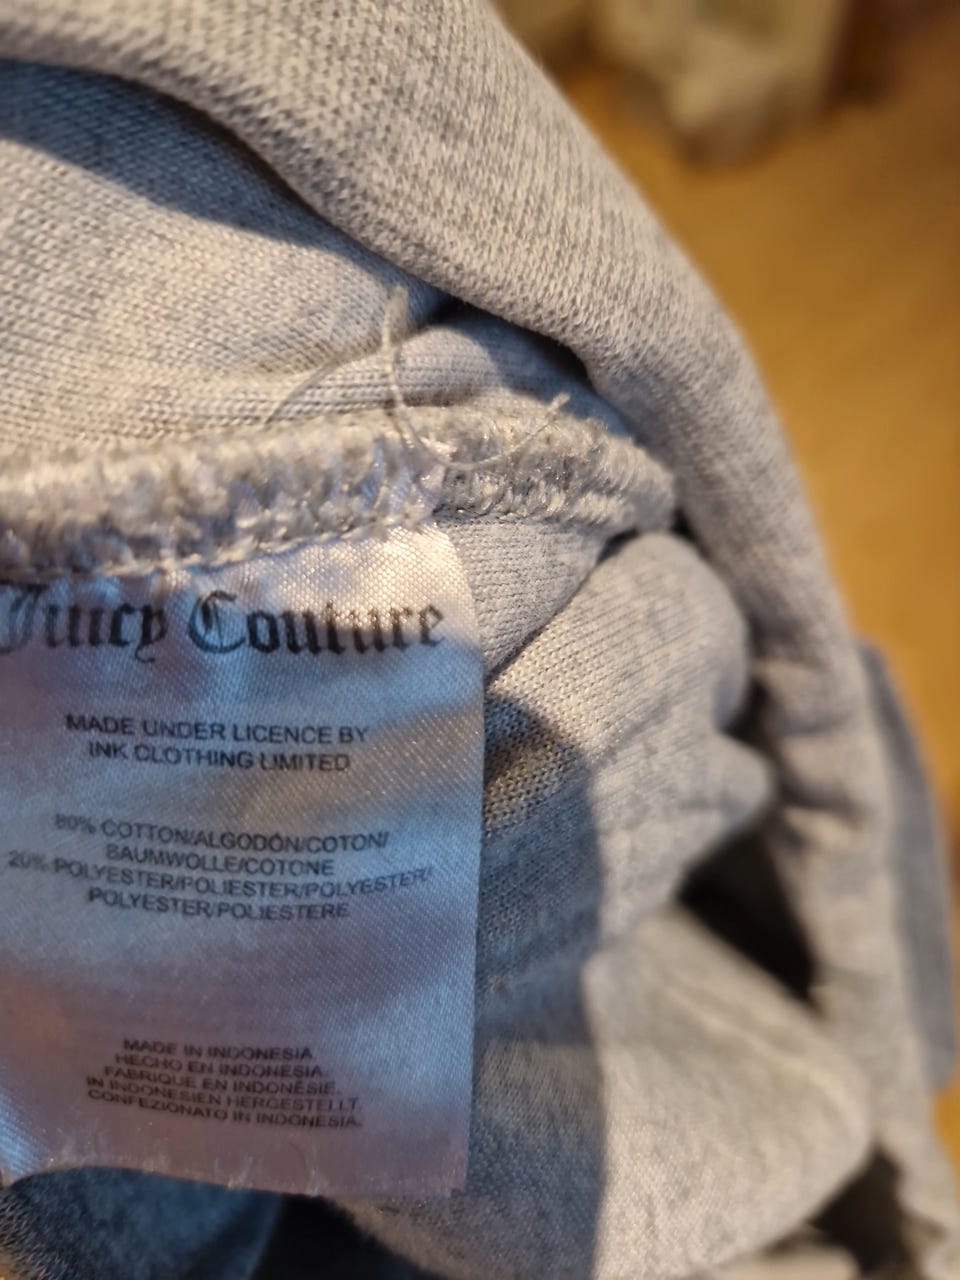 Juicy Couture
MADE UNDER LICENCE BY
INK CLOTHING LIMITED
80% COTTON/ALGODÓN/COTON/
BAUMWOLLE/COTONE
20% POLYESTER/POLIESTER/POLYESTER/
POLYESTER/POLIESTERE
MADE IN INDONESIA.
HECHO EN INDONESIA.
FABRIQUE EN INDONÉSIE.
IN INDONESIEN HERGESTELLT.
CONFEZIONATO IN INDONESIA.